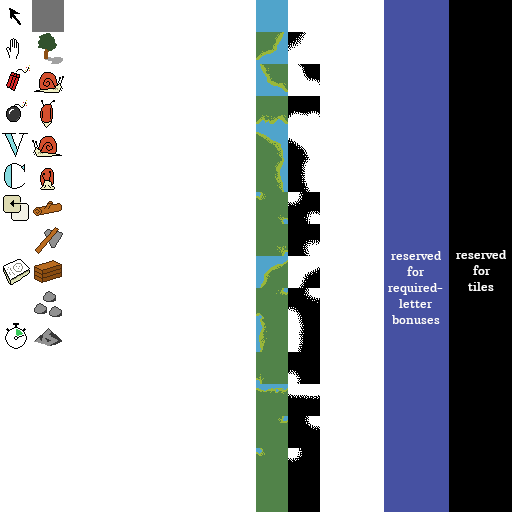 V
C
reserved
for
required-
letter
bonuses
reserved
for
tiles